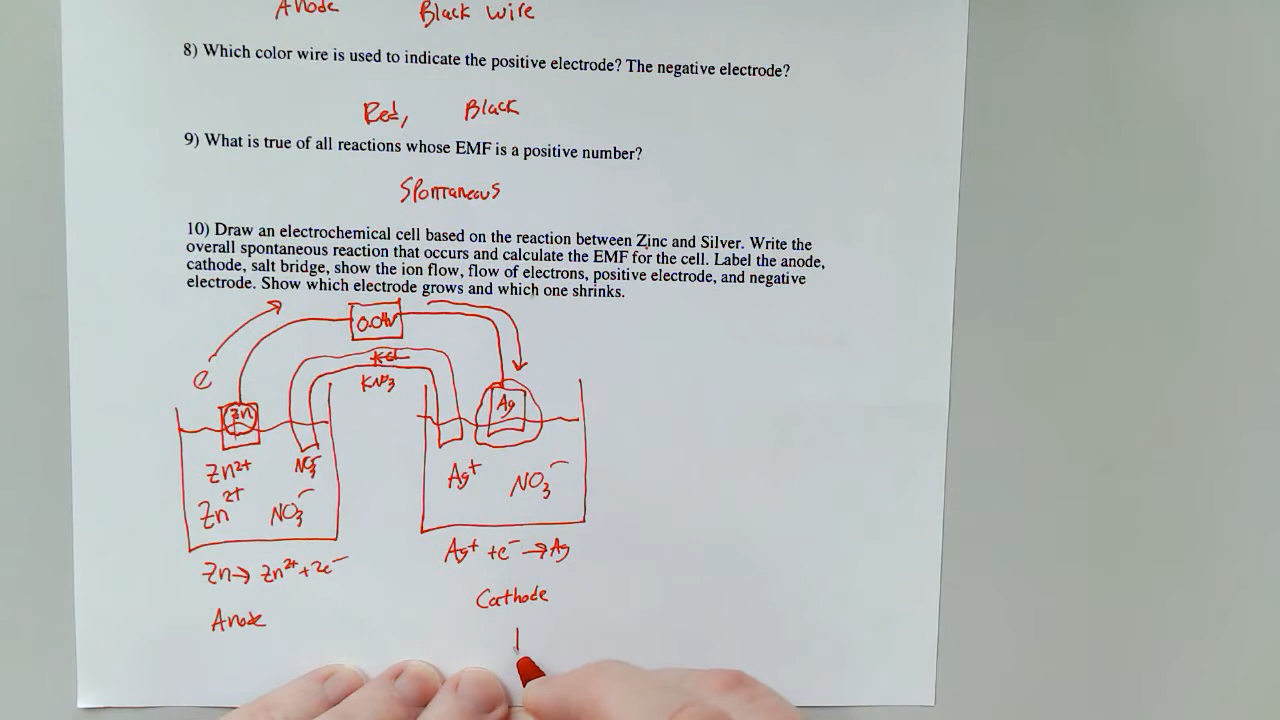 Anode Black Wire
8) Which color wire is used to indicate the positive electrode? The negative electrode?
Red, Black
9) What is true of all reactions whose EMF is a positive number?
Spontaneous
10) Draw an electrochemical cell based on the reaction between Zinc and Silver. Write the
overall spontaneous reaction that occurs and calculate the EMF for the cell. Label the anode,
cathode, salt bridge, show the ion flow, flow of electrons, positive electrode, and negative
electrode. Show which electrode grows and which one shrinks.
KCl
e KNO3
Zn Ag
Zn2+ NO3- Ag+ NO3-
Zn2+ NO3-
Zn → Zn2+ + 2e- Ag+ + e- → Ag
Cathode
Anode